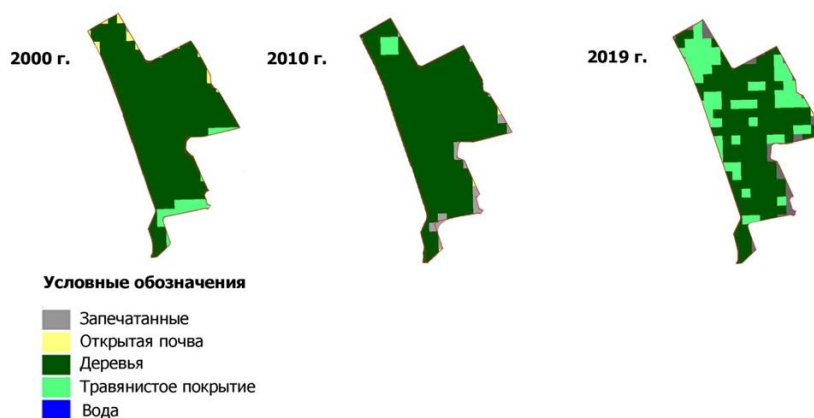 2000 г.
2010 г.
2019 г.
Условные обозначения
Запечатанные
Открытая почва
Деревья
Травянистое покрытие
Вода